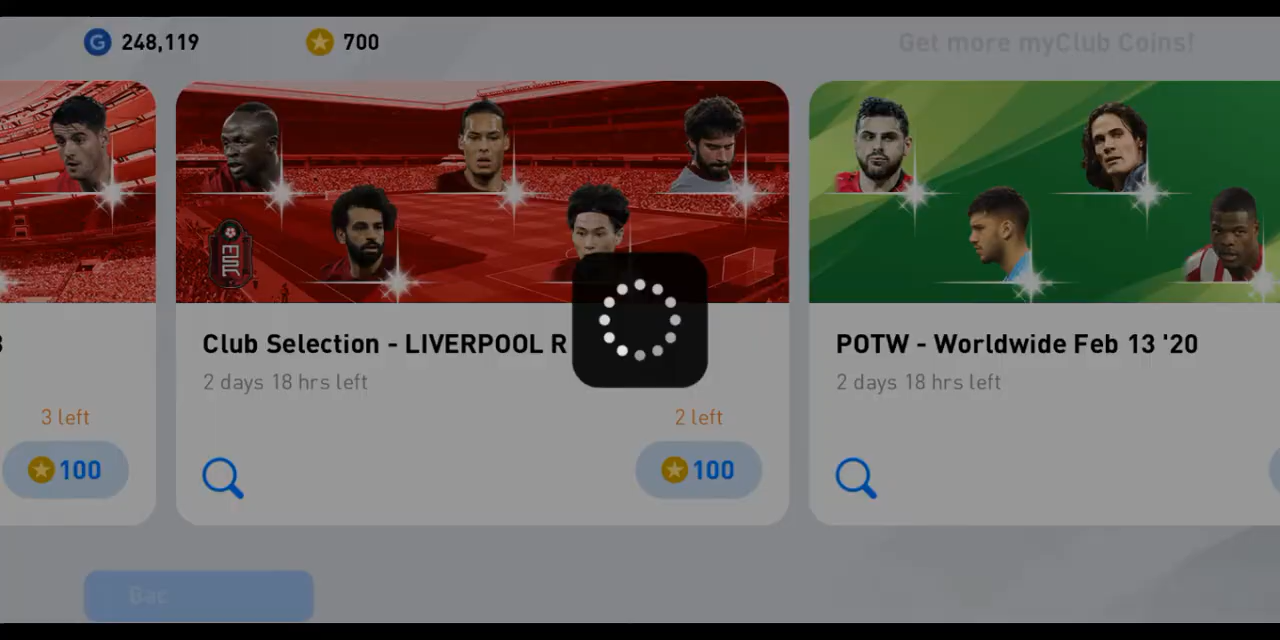 G 248,119
700
Get more myClub Coins!
Club Selection - LIVERPOOL R
POTW - Worldwide Feb 13 '20
2 days 18 hrs left
2 days 18 hrs left
3 left
2 left
100
100
Bac